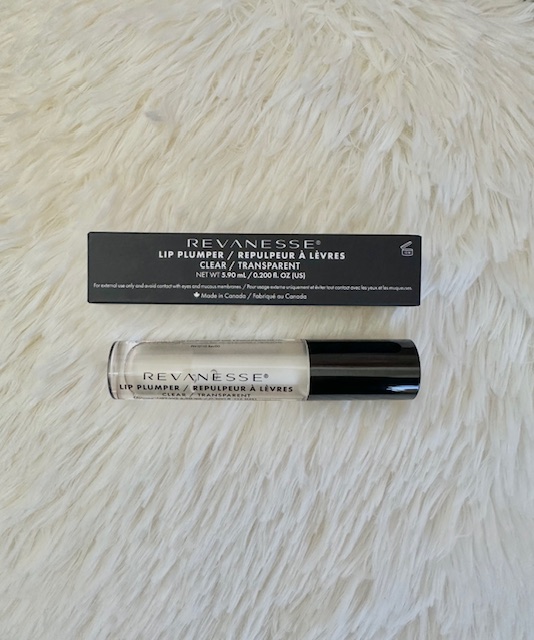 REVANESSE®
LIP PLUMPER / REPULPEUR À LÈVRES
CLEAR / TRANSPARENT
NET WT 5.90 mL / 0.200 fl. OZ (US)
For external use only and avoid contact with eyes and mucous membranes. / Pour usage externe uniquement et éviter tout contact avec les yeux et les muqueuses.
Made in Canada / Fabriqué au Canada
REVANESSE®
LIP PLUMPER / REPULPEUR À LÈVRES
CLEAR / TRANSPARENT